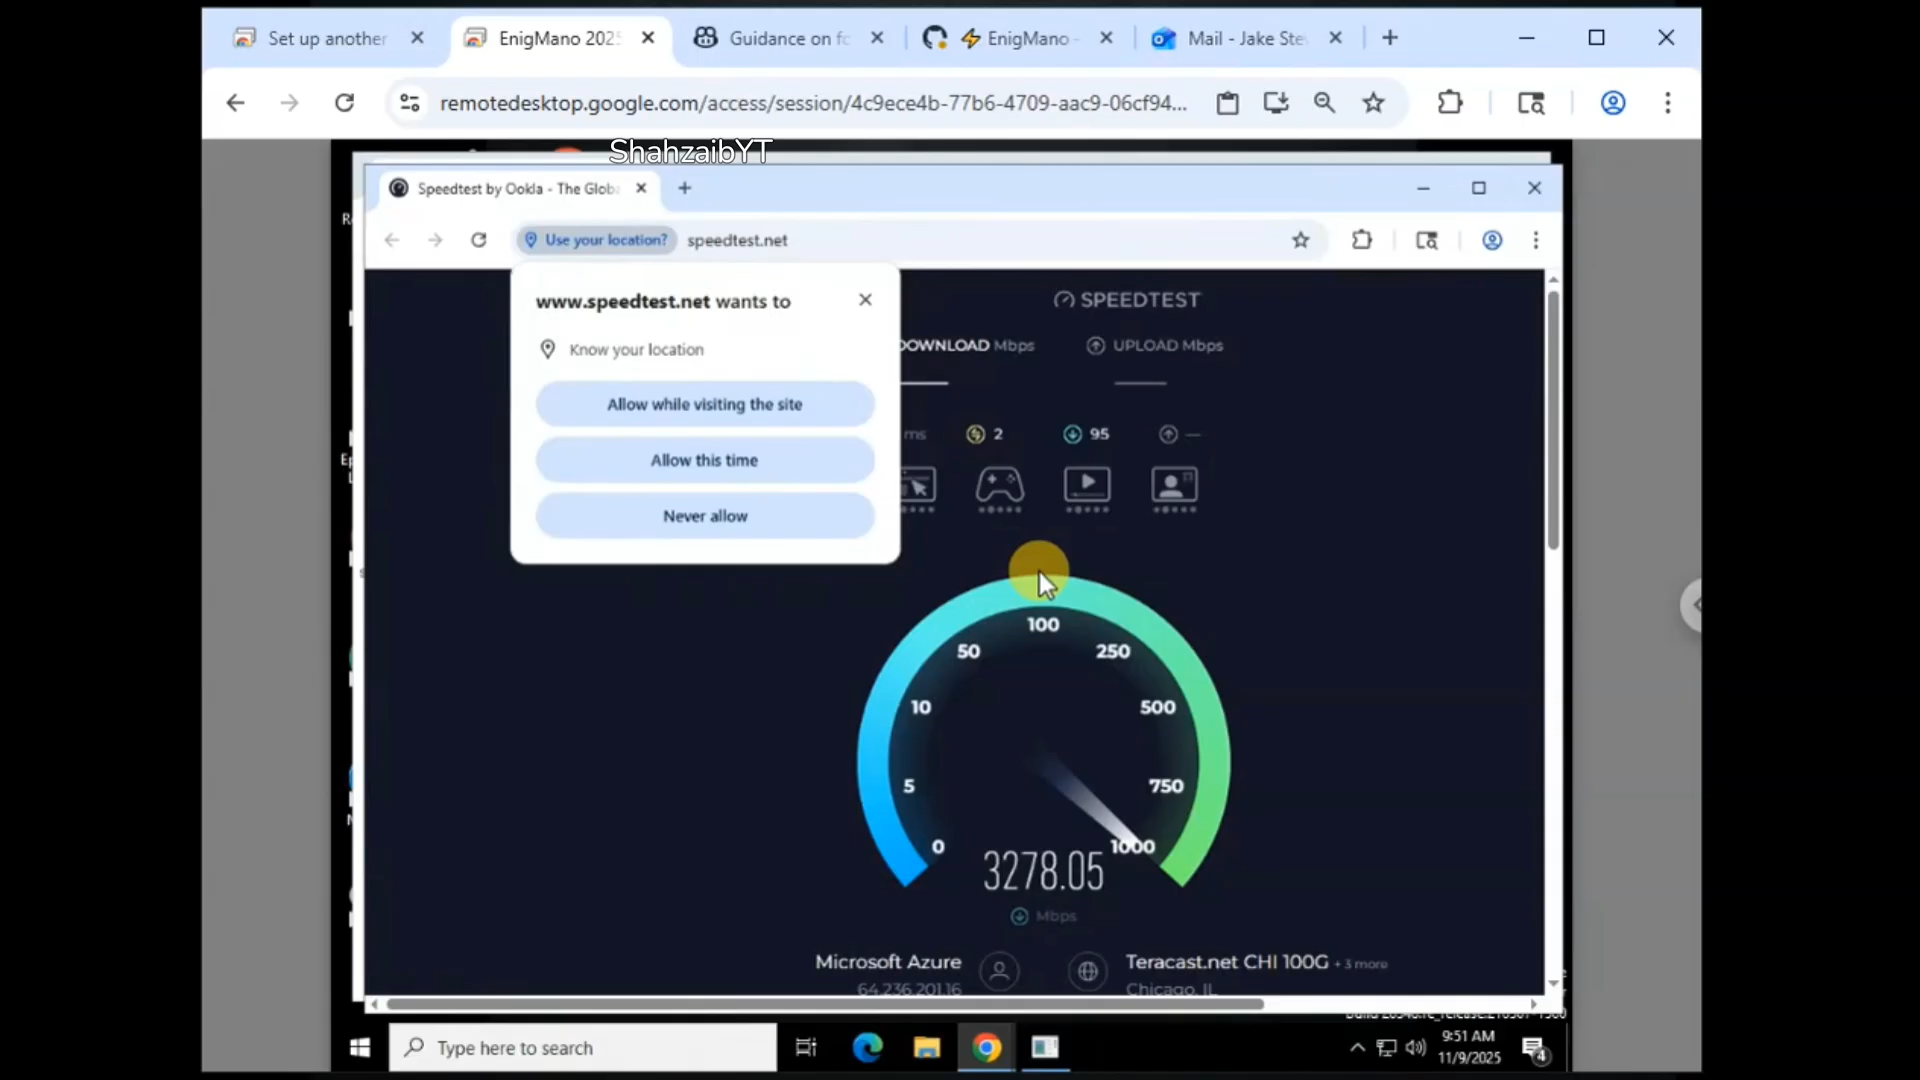 Set up another
EnigMano 2025
Guidance on fo
EnigMano -
Mail - Jake Ste
remotedesktop.google.com/access/session/4c9ece4b-77b6-4709-aac9-06cf94...
ShahzaibYT
Speedtest by Ookla - The Globa
Use your location?
speedtest.net
www.speedtest.net wants to
Know your location
Allow while visiting the site
Allow this time
Never allow
SPEEDTEST
DOWNLOAD Mbps
UPLOAD Mbps
ms
2
95
—
100
50
250
10
500
5
750
0
1000
3278.05
Mbps
Microsoft Azure
64.236.201.16
Teracast.net CHI 100G + 3 more
Chicago, IL
Type here to search
9:51 AM
11/9/2025
4